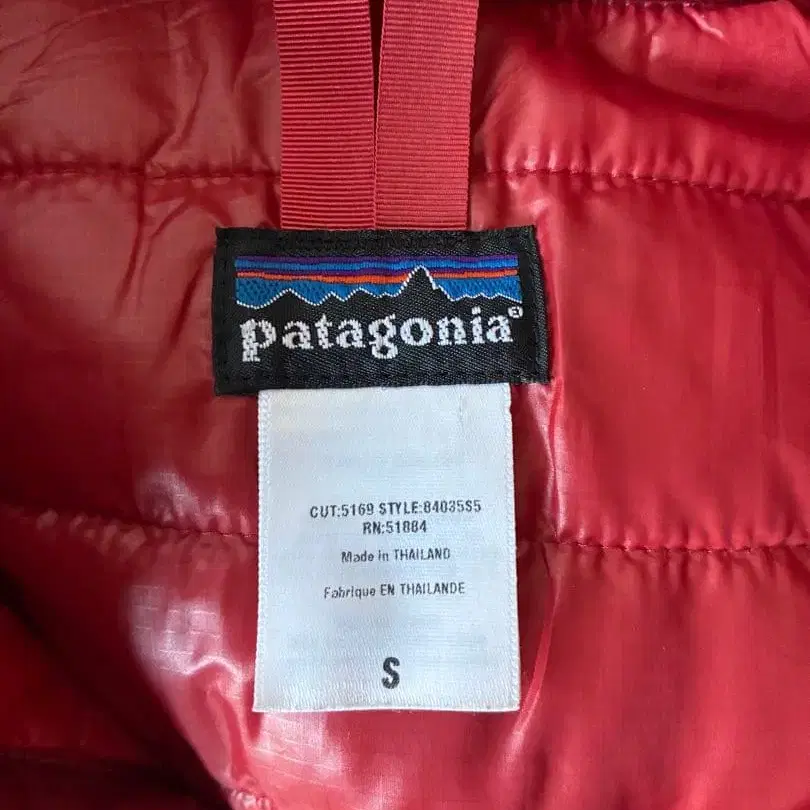 patagonia®
CUT:5169 STYLE:84035S5
RN:51884
Made in THAILAND
Fabrique EN THAILANDE
S